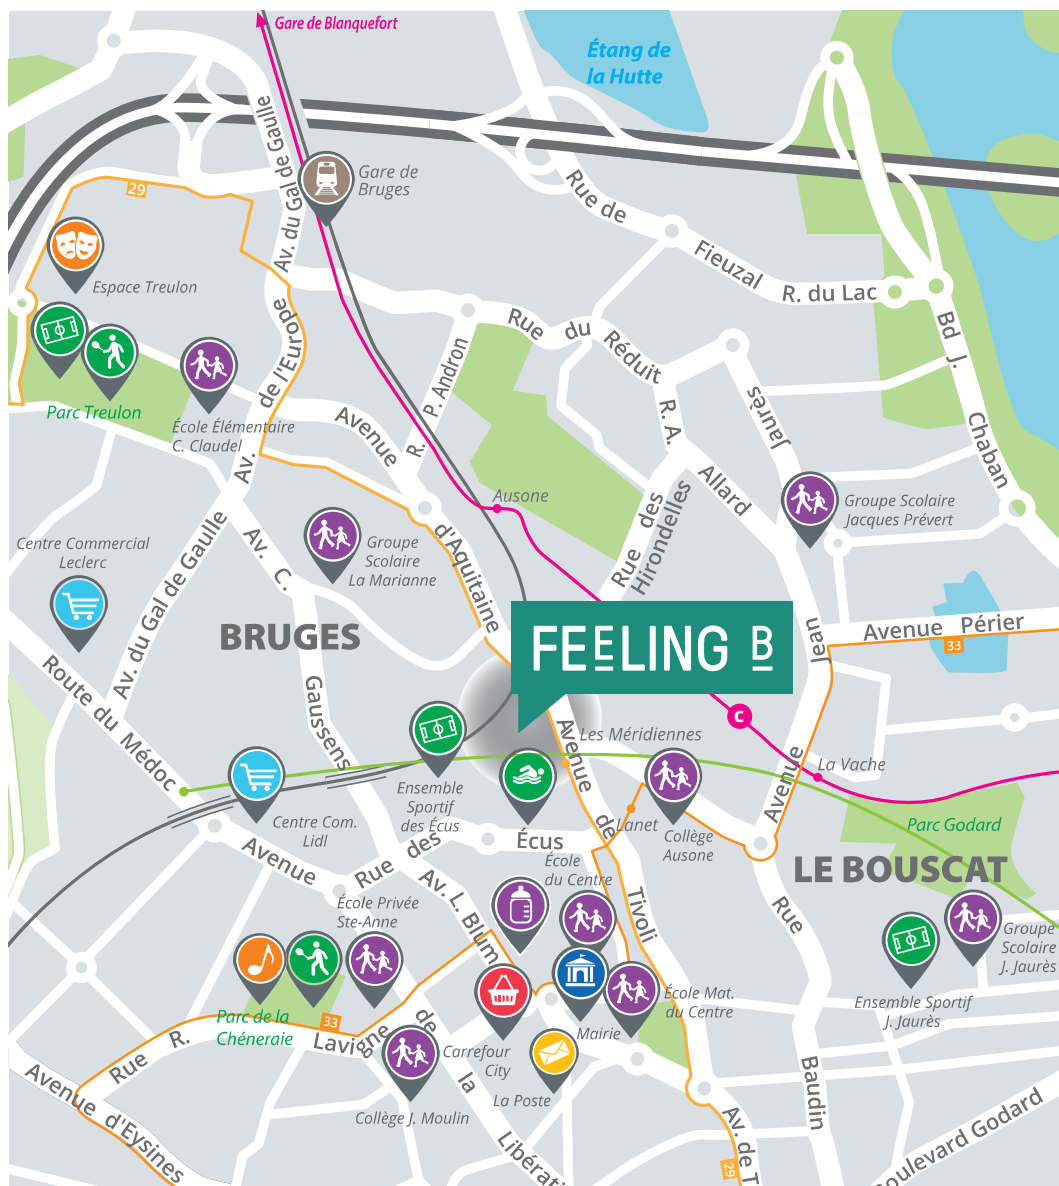 Gare de Blanquefort
Étang de
la Hutte
Av. du Gal de Gaulle
Gare de
Bruges
29
Rue de
Fieuzal
R. du Lac
Espace Treulon
Bd J.
Chaban
Av. de l'Europe
Rue du Réduit
P. Andron
R.
Jaurès
R. A.
Allard
Parc Treulon
École Élémentaire
C. Claudel
Avenue
d'Aquitaine
Ausone
Groupe Scolaire
Jacques Prévert
Rue des
Hirondelles
Centre Commercial
Leclerc
Groupe
Scolaire
La Marianne
Av. du Gal de Gaulle
Av. C.
Gaussens
BRUGES
FEELING B
Jean
Avenue Périer
33
Route du Médoc
C
Les Méridiennes
Avenue
de
Tivoli
Avenue
La Vache
Ensemble
Sportif
des Écus
Centre Com.
Lidl
Lanet
Collège
Ausone
Parc Godard
Avenue
Rue des
Écus
LE BOUSCAT
École
du Centre
Av. L. Blum
Rue
École Privée
Ste-Anne
Groupe
Scolaire
J. Jaurès
Ensemble Sportif
J. Jaurès
École Mat.
du Centre
Parc de la
Chéneraie
33
Mairie
Rue R.
Lavigne
de
la
Libérati
Carrefour
City
La Poste
Collège J. Moulin
Baudin
Avenue d'Eysines
Av. de T
29
oulevard Godard